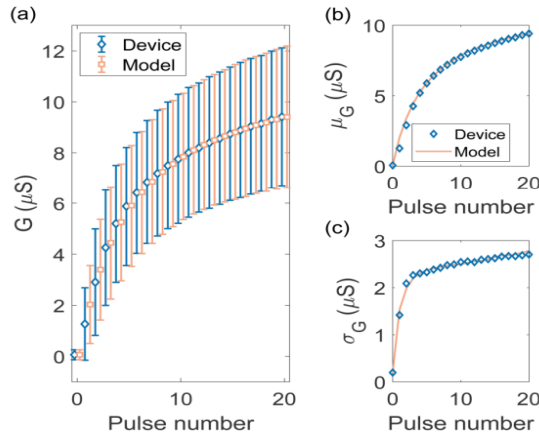 (a)
12
10
8
6
4
2
0
G (μS)
Device
Model
0
10
20
Pulse number
(b)
10
5
0
μG (μS)
Device
Model
0
10
20
Pulse number
(c)
3
2
1
0
σG (μS)
0
10
20
Pulse number